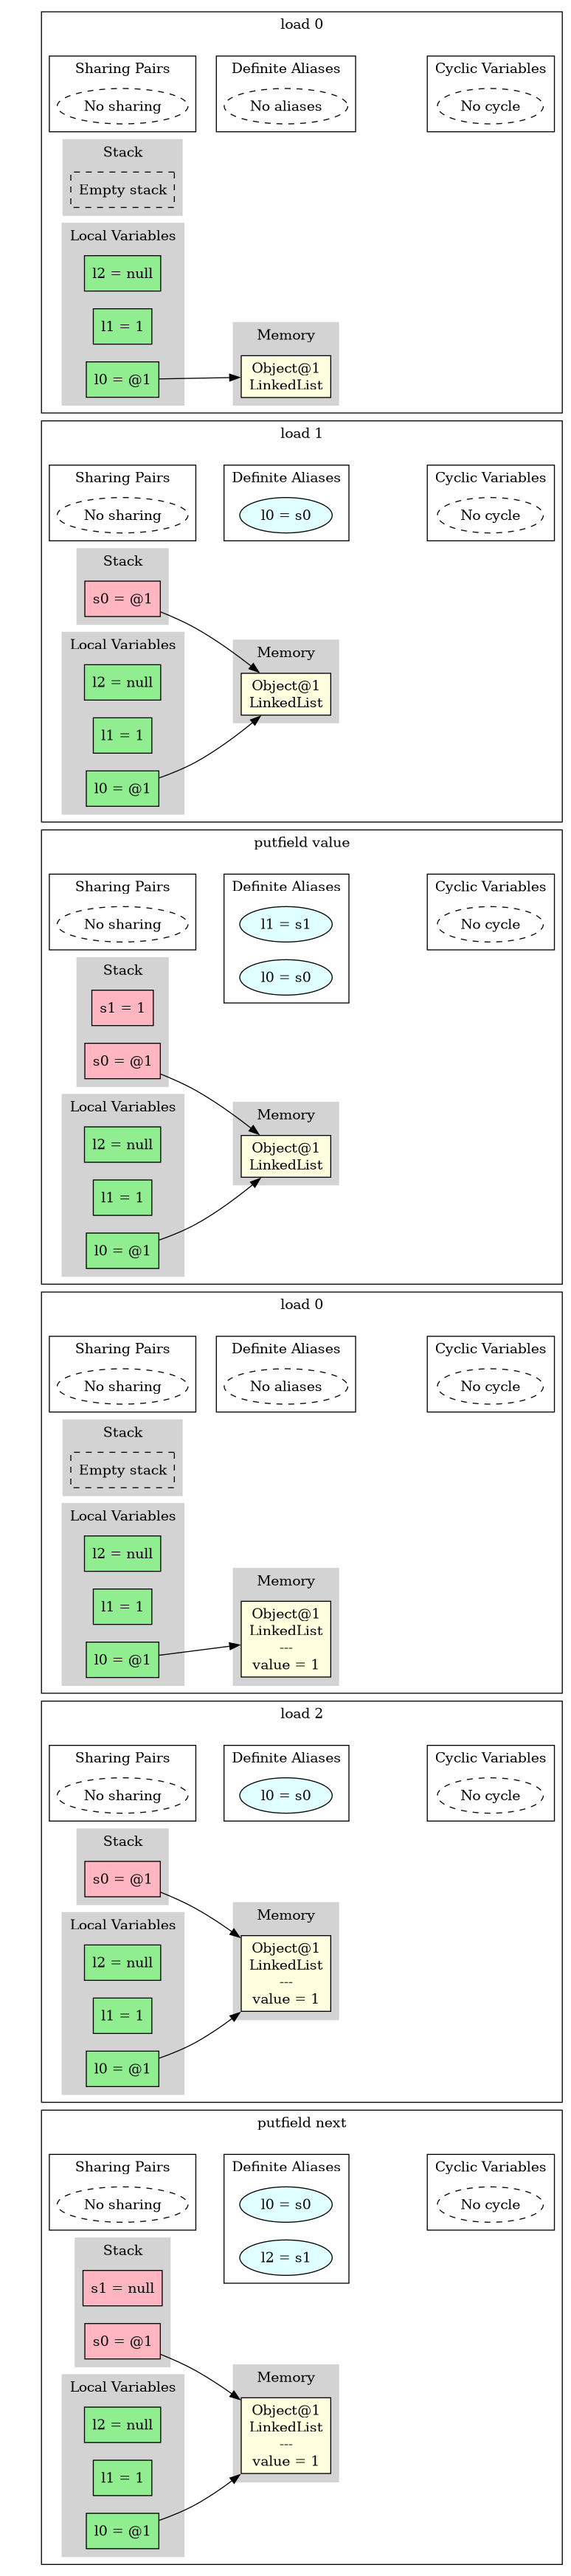 load 0
Sharing Pairs
No sharing
Definite Aliases
No aliases
Cyclic Variables
No cycle
Stack
Empty stack
Local Variables
l2 = null
l1 = 1
l0 = @1
Memory
Object@1
LinkedList
load 1
Sharing Pairs
No sharing
Definite Aliases
l0 = s0
Cyclic Variables
No cycle
Stack
s0 = @1
Local Variables
l2 = null
l1 = 1
l0 = @1
Memory
Object@1
LinkedList
putfield value
Sharing Pairs
No sharing
Definite Aliases
l1 = s1
l0 = s0
Cyclic Variables
No cycle
Stack
s1 = 1
s0 = @1
Local Variables
l2 = null
l1 = 1
l0 = @1
Memory
Object@1
LinkedList
load 0
Sharing Pairs
No sharing
Definite Aliases
No aliases
Cyclic Variables
No cycle
Stack
Empty stack
Local Variables
l2 = null
l1 = 1
l0 = @1
Memory
Object@1
LinkedList
---
value = 1
load 2
Sharing Pairs
No sharing
Definite Aliases
l0 = s0
Cyclic Variables
No cycle
Stack
s0 = @1
Local Variables
l2 = null
l1 = 1
l0 = @1
Memory
Object@1
LinkedList
---
value = 1
putfield next
Sharing Pairs
No sharing
Definite Aliases
l0 = s0
l2 = s1
Cyclic Variables
No cycle
Stack
s1 = null
s0 = @1
Local Variables
l2 = null
l1 = 1
l0 = @1
Memory
Object@1
LinkedList
---
value = 1